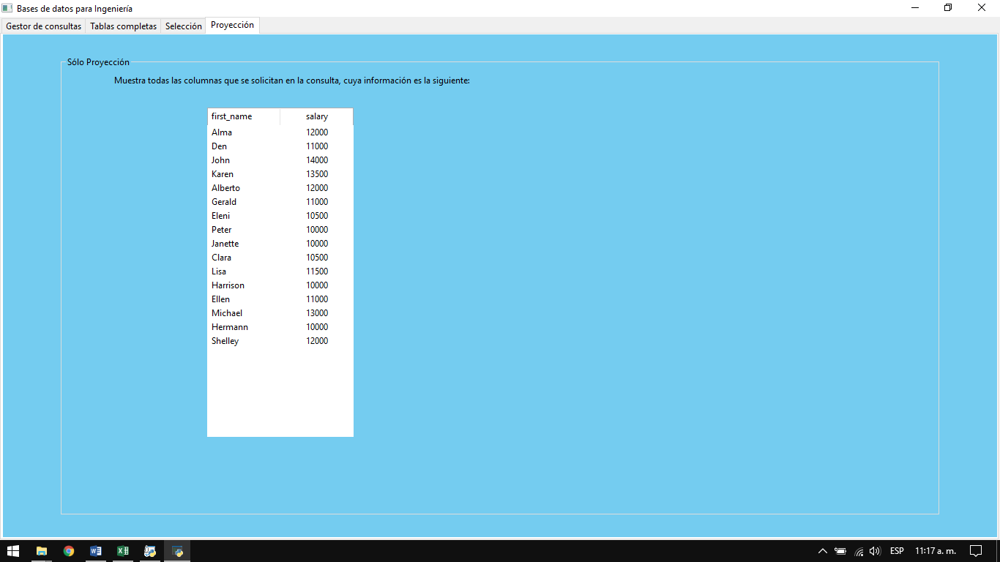 Bases de datos para Ingeniería
Gestor de consultas Tablas completas Selección Proyección
Sólo Proyección
Muestra todas las columnas que se solicitan en la consulta, cuya información es la siguiente:
first_name salary
Alma 12000
Den 11000
John 14000
Karen 13500
Alberto 12000
Gerald 11000
Eleni 10500
Peter 10000
Janette 10000
Clara 10500
Lisa 11500
Harrison 10000
Ellen 11000
Michael 13000
Hermann 10000
Shelley 12000
ESP 11:17 a. m.